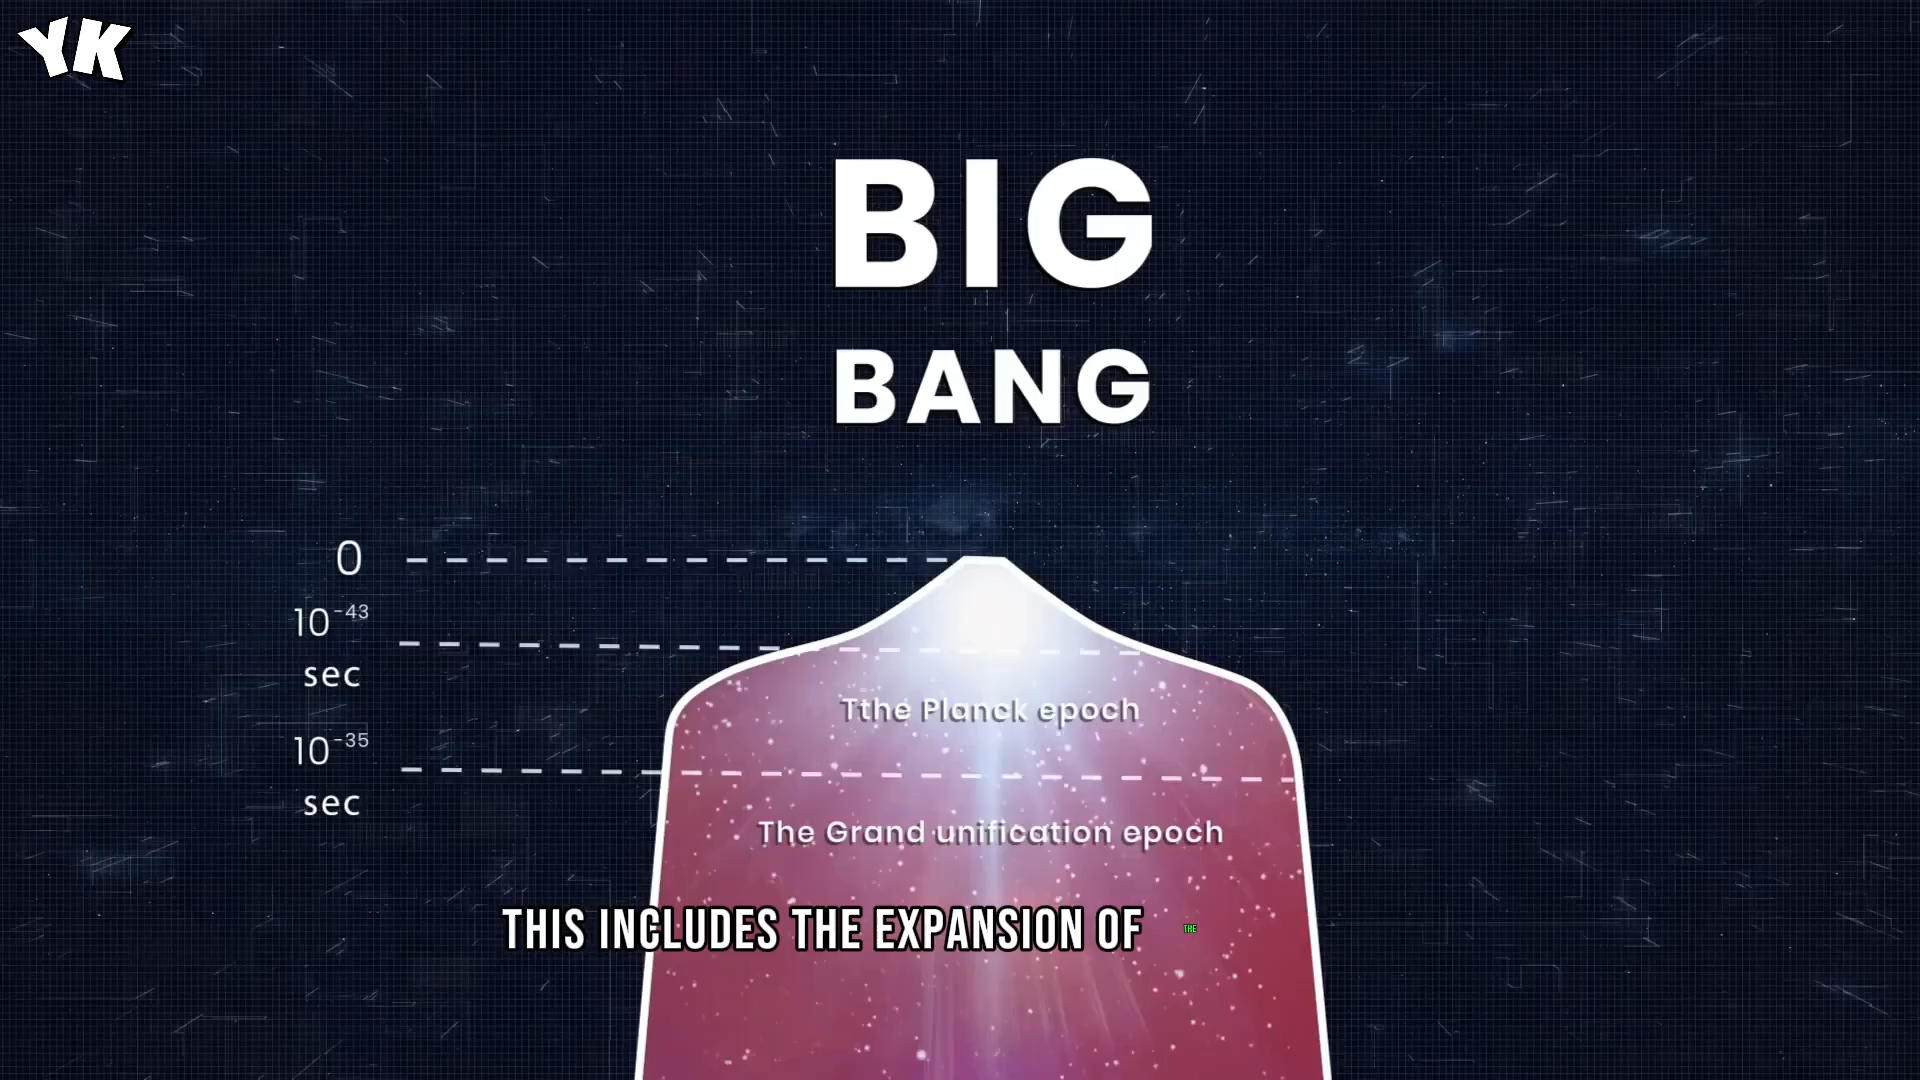 YK
BIG
BANG
0
10⁻⁴³
sec
Tthe Planck epoch
10⁻³⁵
sec
The Grand unification epoch
THIS INCLUDES THE EXPANSION OF THE